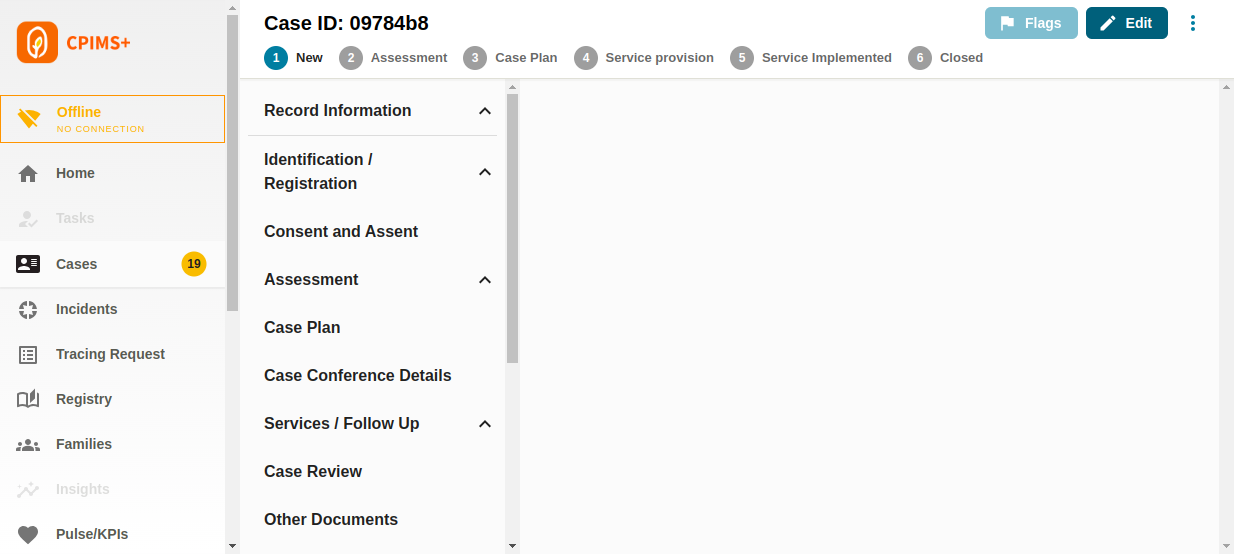 CPIMS+
Offline
NO CONNECTION
Home
Tasks
Cases
19
Incidents
Tracing Request
Registry
Families
Insights
Pulse/KPIs
Case ID: 09784b8
Flags
Edit
1 New 2 Assessment 3 Case Plan 4 Service provision 5 Service Implemented 6 Closed
Record Information
Identification /
Registration
Consent and Assent
Assessment
Case Plan
Case Conference Details
Services / Follow Up
Case Review
Other Documents